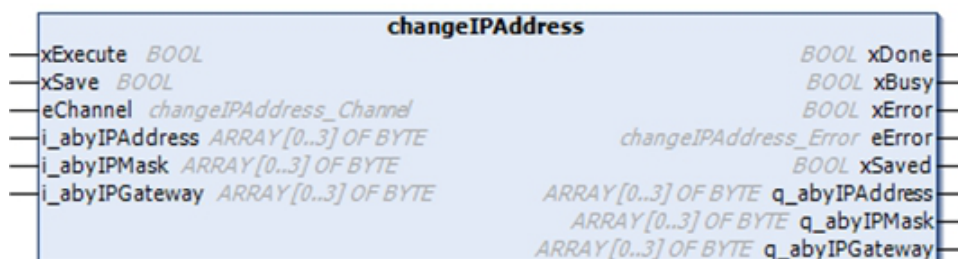 changeIPAddress
xExecute BOOL BOOL xDone
xSave BOOL BOOL xBusy
eChannel changeIPAddress_Channel BOOL xError
i_abyIPAddress ARRAY [0..3] OF BYTE changeIPAddress_Error eError
i_abyIPMask ARRAY [0..3] OF BYTE BOOL xSaved
i_abyIPGateway ARRAY [0..3] OF BYTE ARRAY [0..3] OF BYTE q_abyIPAddress
ARRAY [0..3] OF BYTE q_abyIPMask
ARRAY [0..3] OF BYTE q_abyIPGateway